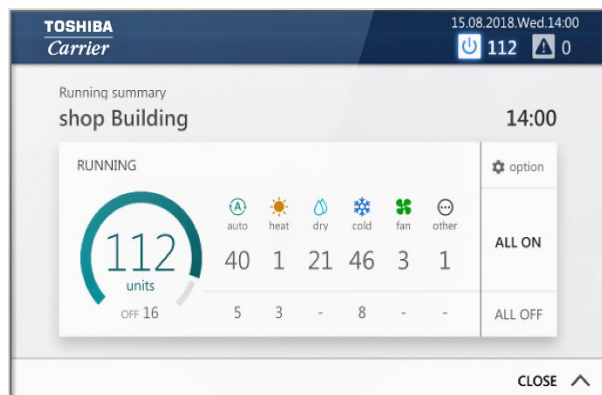 TOSHIBA
Carrier
15.08.2018.Wed.14:00
112 0
Running summary
shop Building
14:00
RUNNING
112
units
OFF 16
A
auto heat dry cold fan other
40 1 21 46 3 1
5 3 - 8 - -
option
ALL ON
ALL OFF
CLOSE